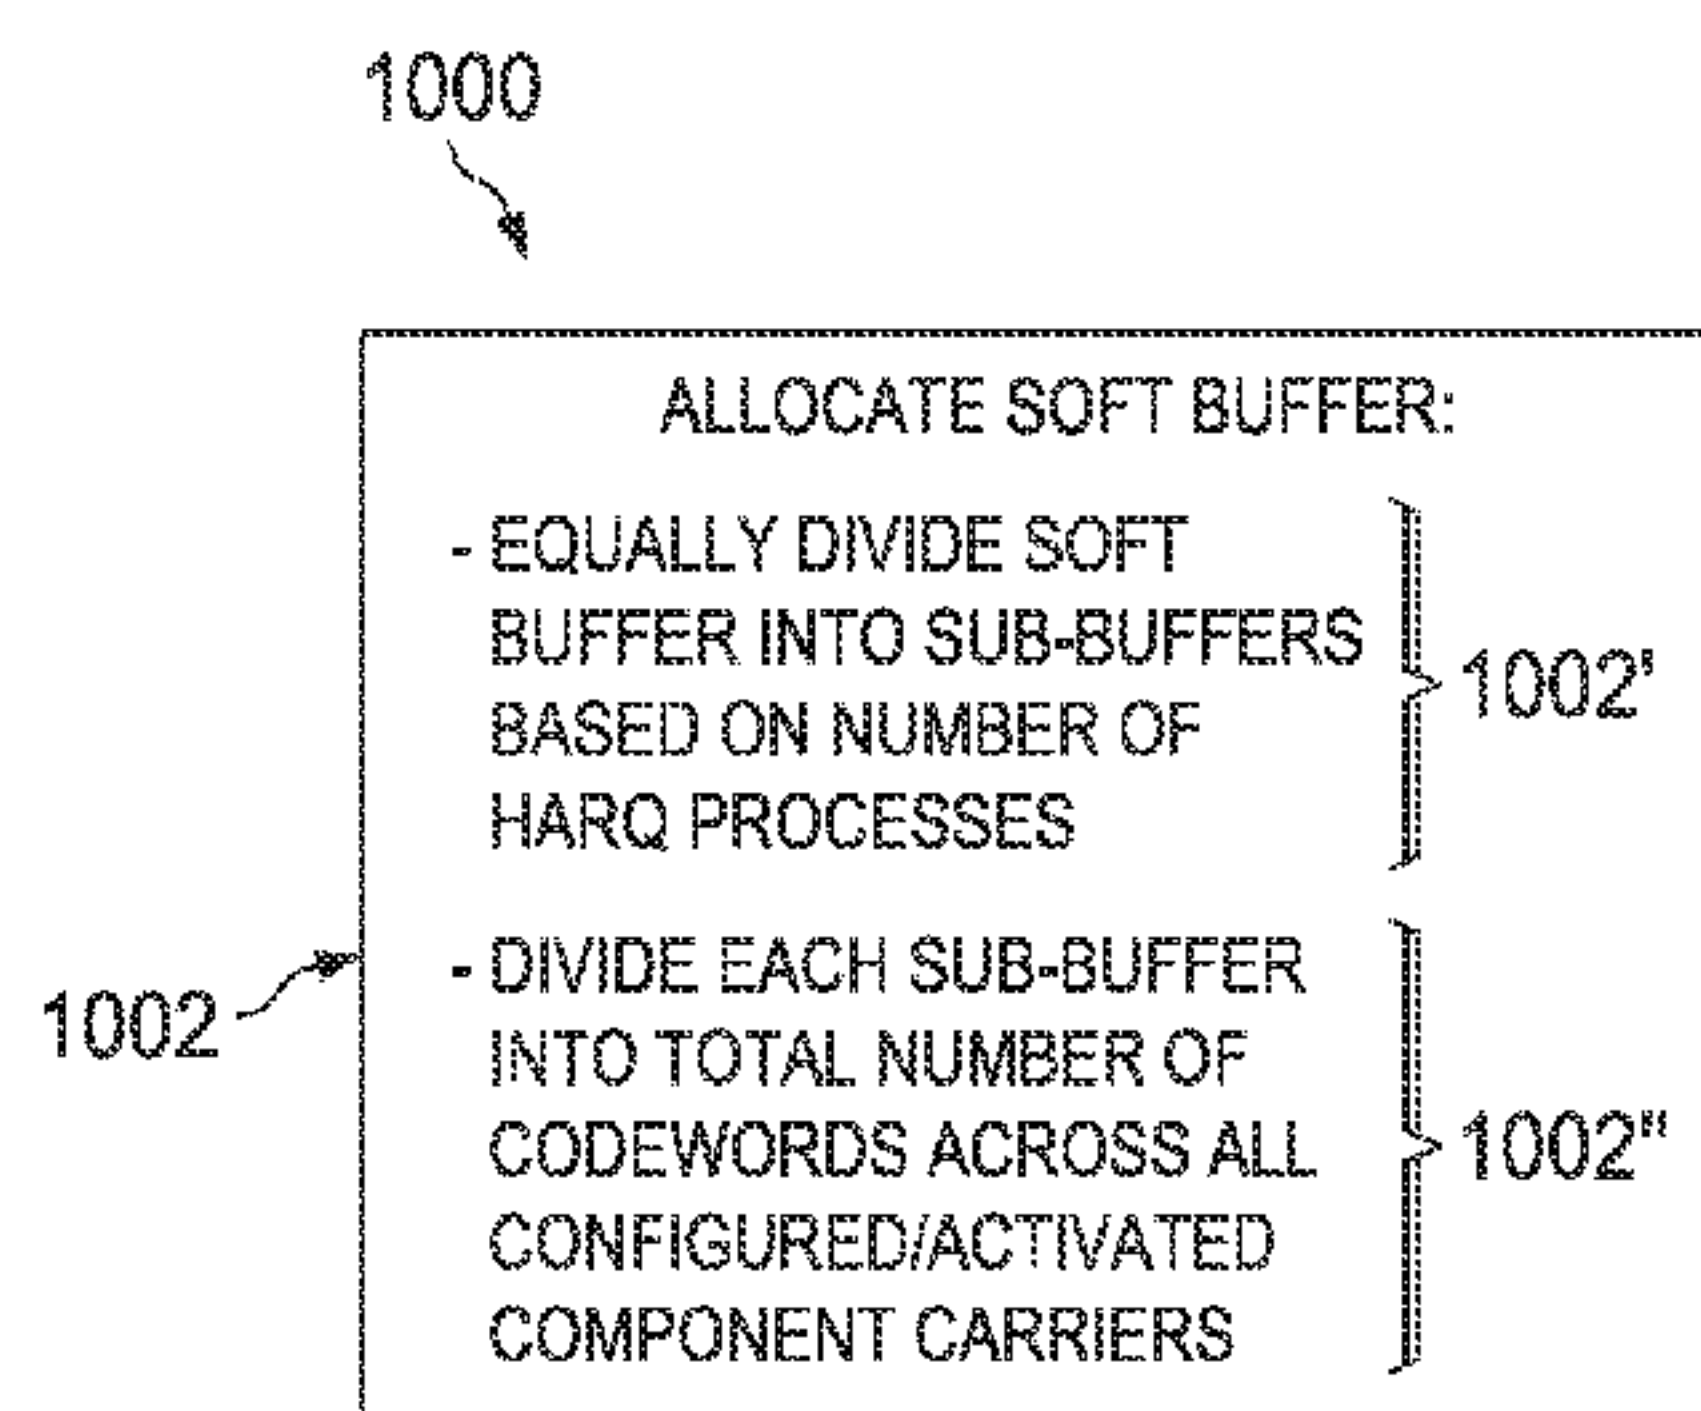 1000
ALLOCATE SOFT BUFFER:
- EQUALLY DIVIDE SOFT
BUFFER INTO SUB-BUFFERS
BASED ON NUMBER OF
HARQ PROCESSES
1002'
- DIVIDE EACH SUB-BUFFER
INTO TOTAL NUMBER OF
CODEWORDS ACROSS ALL
CONFIGURED/ACTIVATED
COMPONENT CARRIERS
1002"
1002